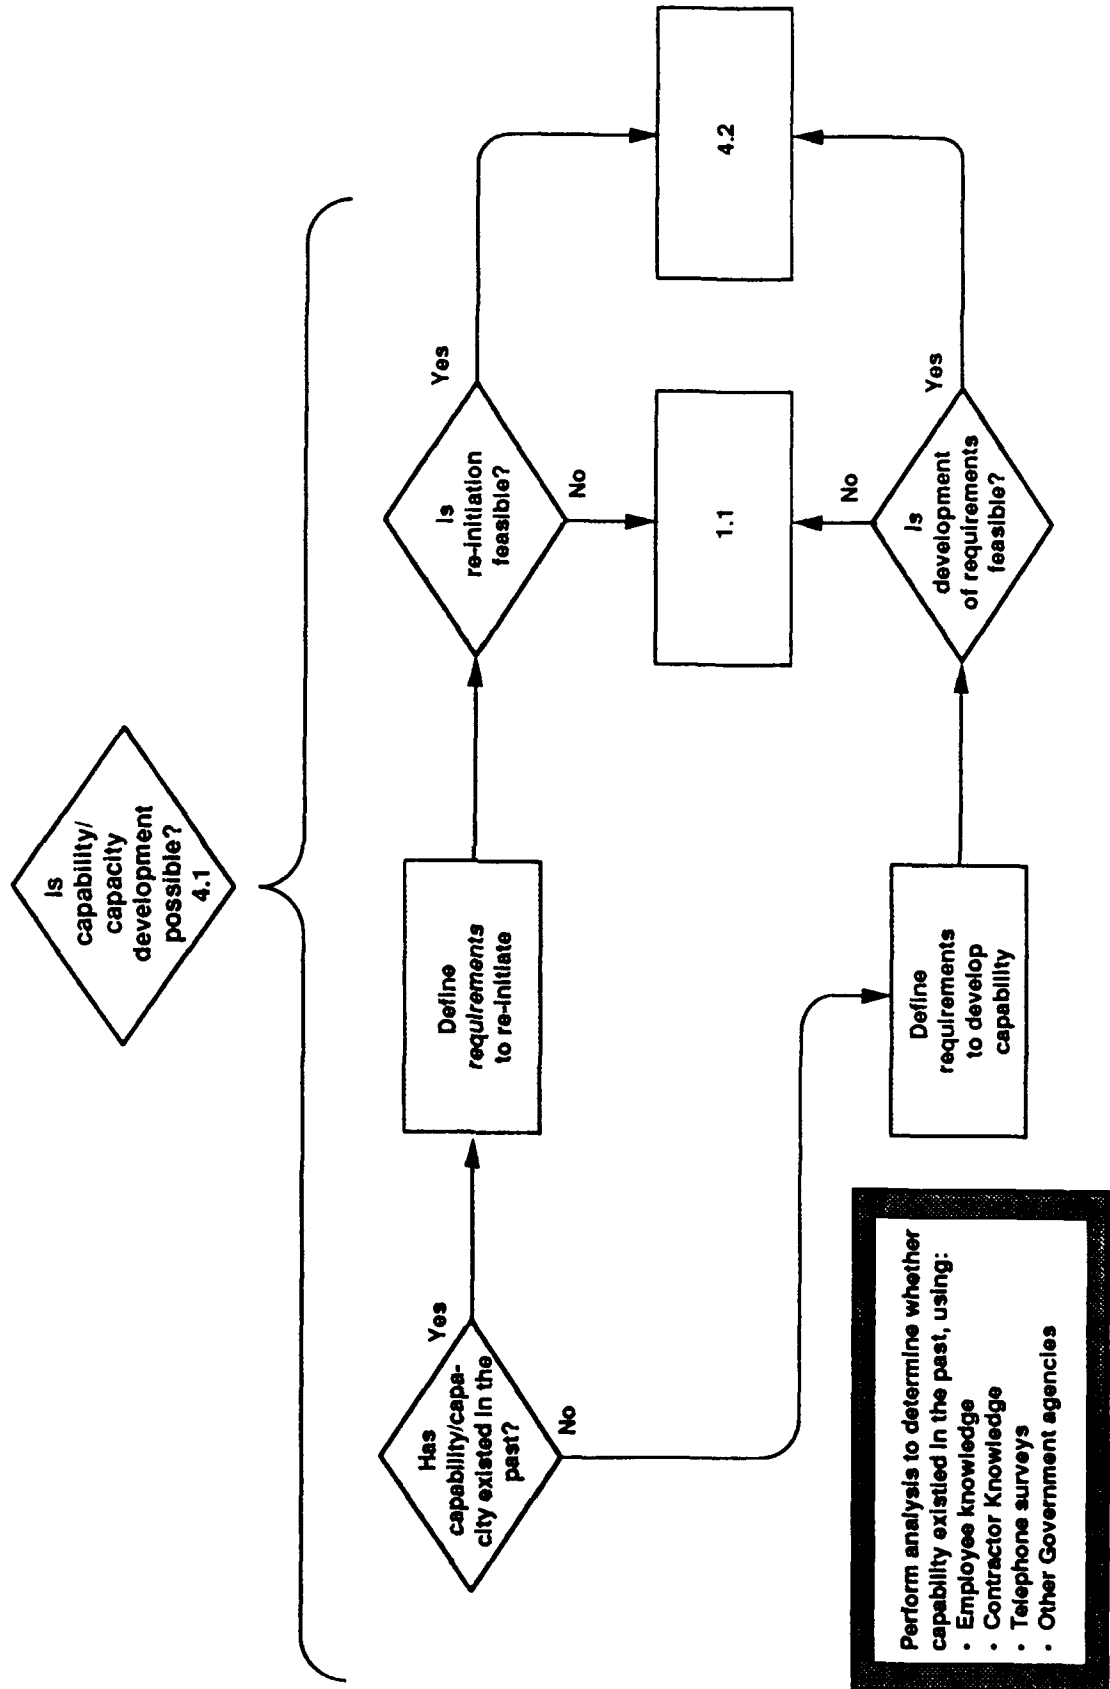 Is
capability/
capacity
development
possible?
4.1
Has
capability/capa-
city existed in the
past?
Yes
No
Define
requirements
to re-initiate
Is
re-initiation
feasible?
Yes
No
1.1
4.2
Define
requirements
to develop
capability
Is
development
of requirements
feasible?
No
Yes
Perform analysis to determine whether
capability existied in the past, using:
• Employee knowledge
• Contractor Knowledge
• Telephone surveys
• Other Government agencies